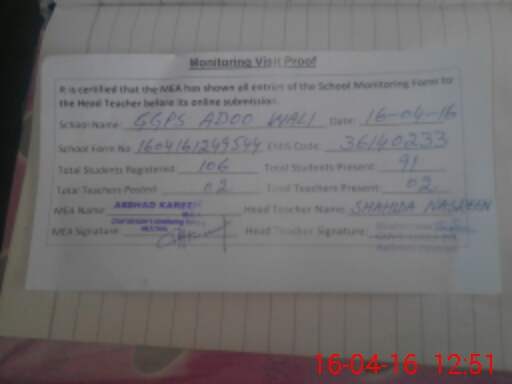 Monitoring Visit Proof
It is certified that the MEA has shown all entries of the School Monitoring Form to
the Head Teacher before its online submission
School Name: GGPS ADOO WALI Date: 16-04-16
School Form No 1604161249544 EMIS Code: 36140233
Total Students Registered: 106 Total Students Present: 91
Total Teachers Posted: 02 Total Teachers Present: 02
MEA Name: ARSHAD KAREEM Head Teacher Name: SHAHIDA NASREEN
MEA Signature: Head Teacher Signature:
16-04-16 12:51